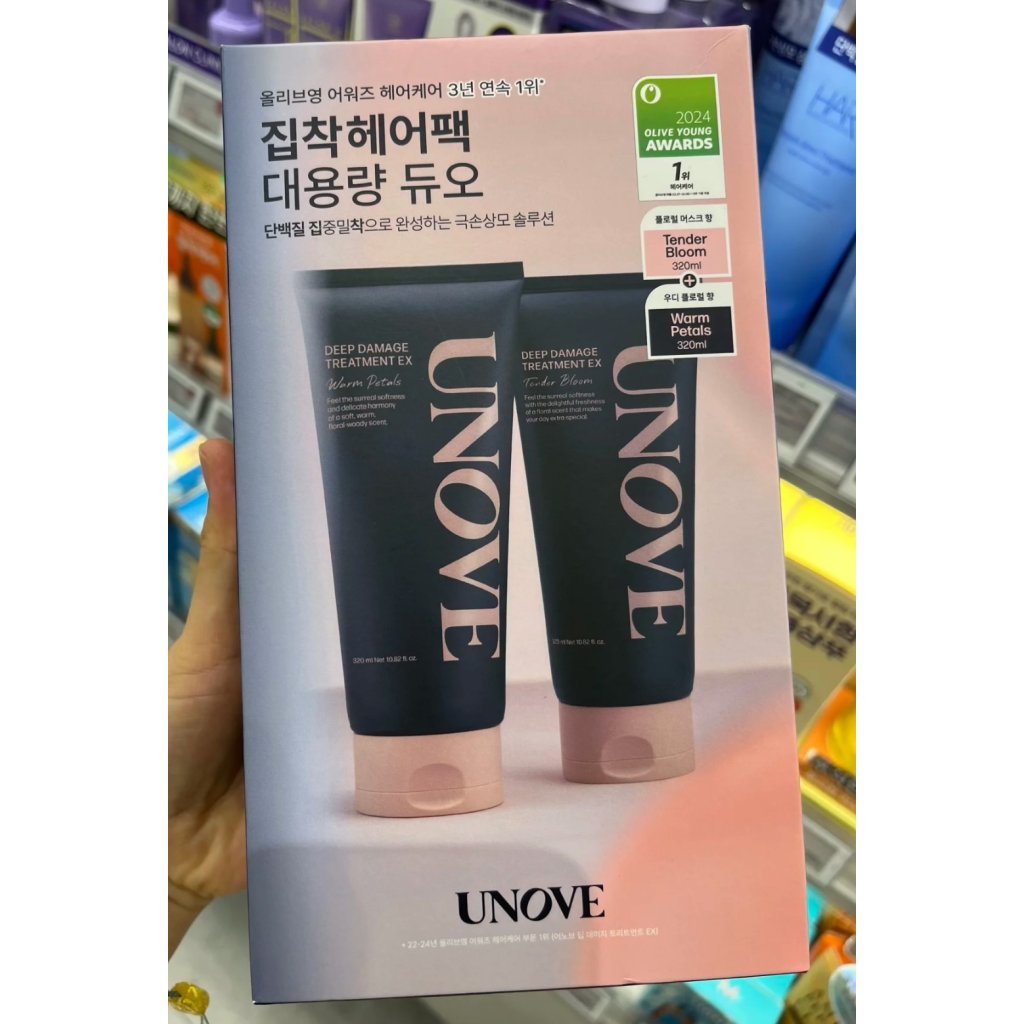 올리브영 어워즈 헤어케어 3년 연속 1위*
집착헤어팩
대용량 듀오
단백질 집중밀착으로 완성하는 극손상모 솔루션
2024
OLIVE YOUNG
AWARDS
1위
헤어케어
플로럴 머스크 향
Tender
Bloom
320ml
+
우디 플로럴 향
Warm
Petals
320ml
DEEP DAMAGE
TREATMENT EX
Warm Petals
Feel the surreal softness
and delicate harmony
of a soft, warm,
floral-woody scent.
UNOVE
320 ml Net 10.82 fl. oz.
DEEP DAMAGE
TREATMENT EX
Tender Bloom
Feel the surreal softness
with the delightful freshness
of a floral scent that makes
your day extra-special.
UNOVE
320 ml Net 10.82 fl. oz.
UNOVE
* 22-24년 올리브영 어워즈 헤어케어 부문 1위 (어노브 딥 데미지 트리트먼트 EX)